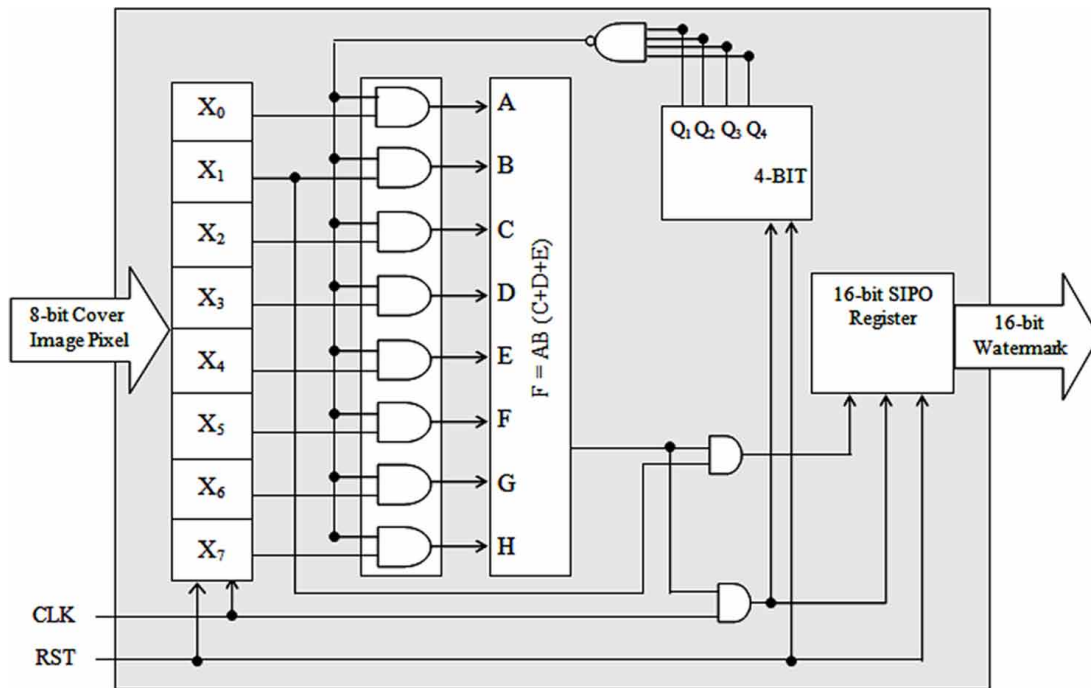 X₀
X₁
X₂
X₃
X₄
X₅
X₆
X₇
8-bit Cover
Image Pixel
A
B
C
D
E
F
G
H
F = AB (C+D+E)
Q₁ Q₂ Q₃ Q₄
4-BIT
16-bit SIPO
Register
16-bit
Watermark
CLK
RST